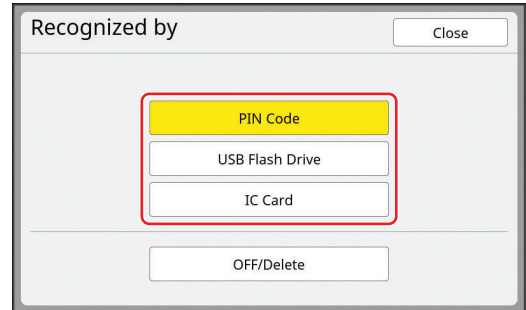 Recognized by
Close
PIN Code
USB Flash Drive
IC Card
OFF/Delete